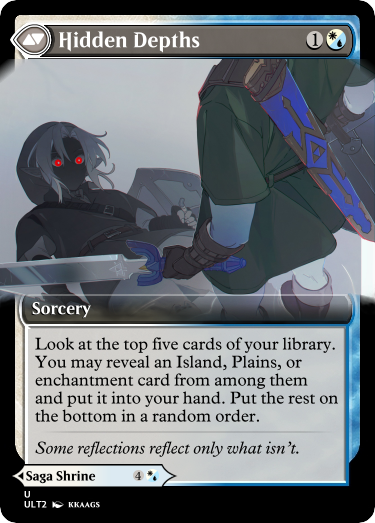 Hidden Depths 1
Sorcery
Look at the top five cards of your library.
You may reveal an Island, Plains, or
enchantment card from among them
and put it into your hand. Put the rest on
the bottom in a random order.
Some reflections reflect only what isn't.
Saga Shrine 4
U
ULT2 KKAAGS